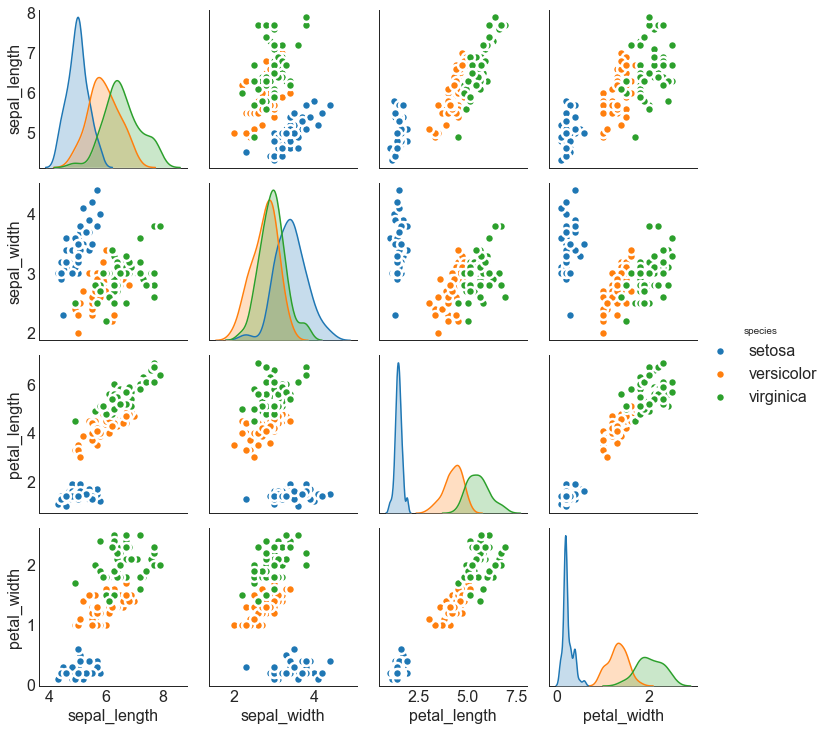 sepal_length
8
7
6
5
sepal_width
4
3
2
petal_length
6
4
2
petal_width
2
1
0
4 6 8
2 4
2.5 5.0 7.5
0 2
sepal_length sepal_width petal_length petal_width
species
setosa
versicolor
virginica